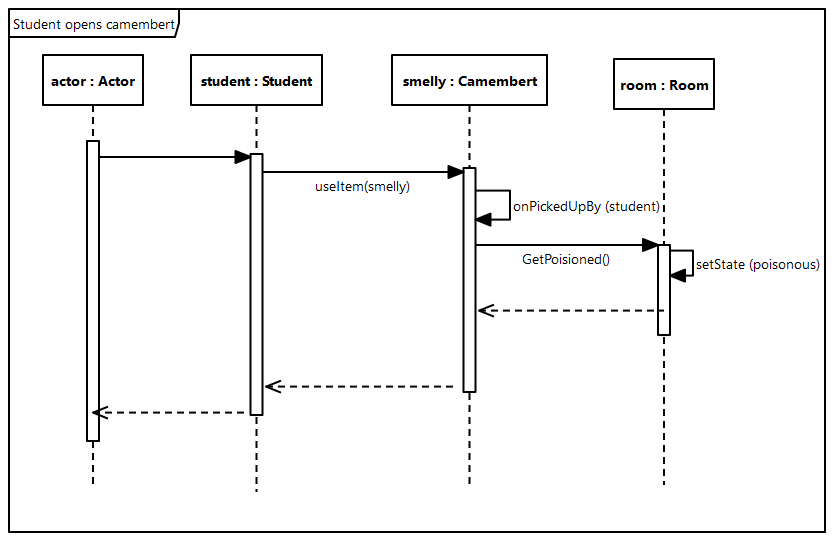 Student opens camembert
actor : Actor
student : Student
smelly : Camembert
room : Room
useItem(smelly)
onPickedUpBy (student)
GetPoisioned()
setState (poisonous)